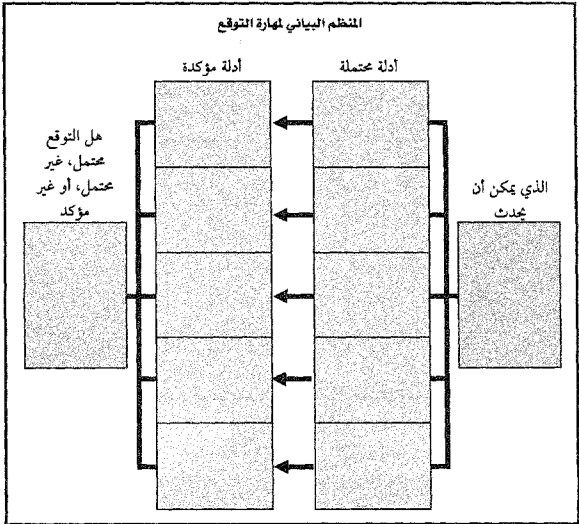 المنظم البياني لمهارة التوقع
أدلة محتملة
أدلة مؤكدة
الذي يمكن أن
يحدث
هل التوقع
محتمل، غير
محتمل، أو غير
مؤكد